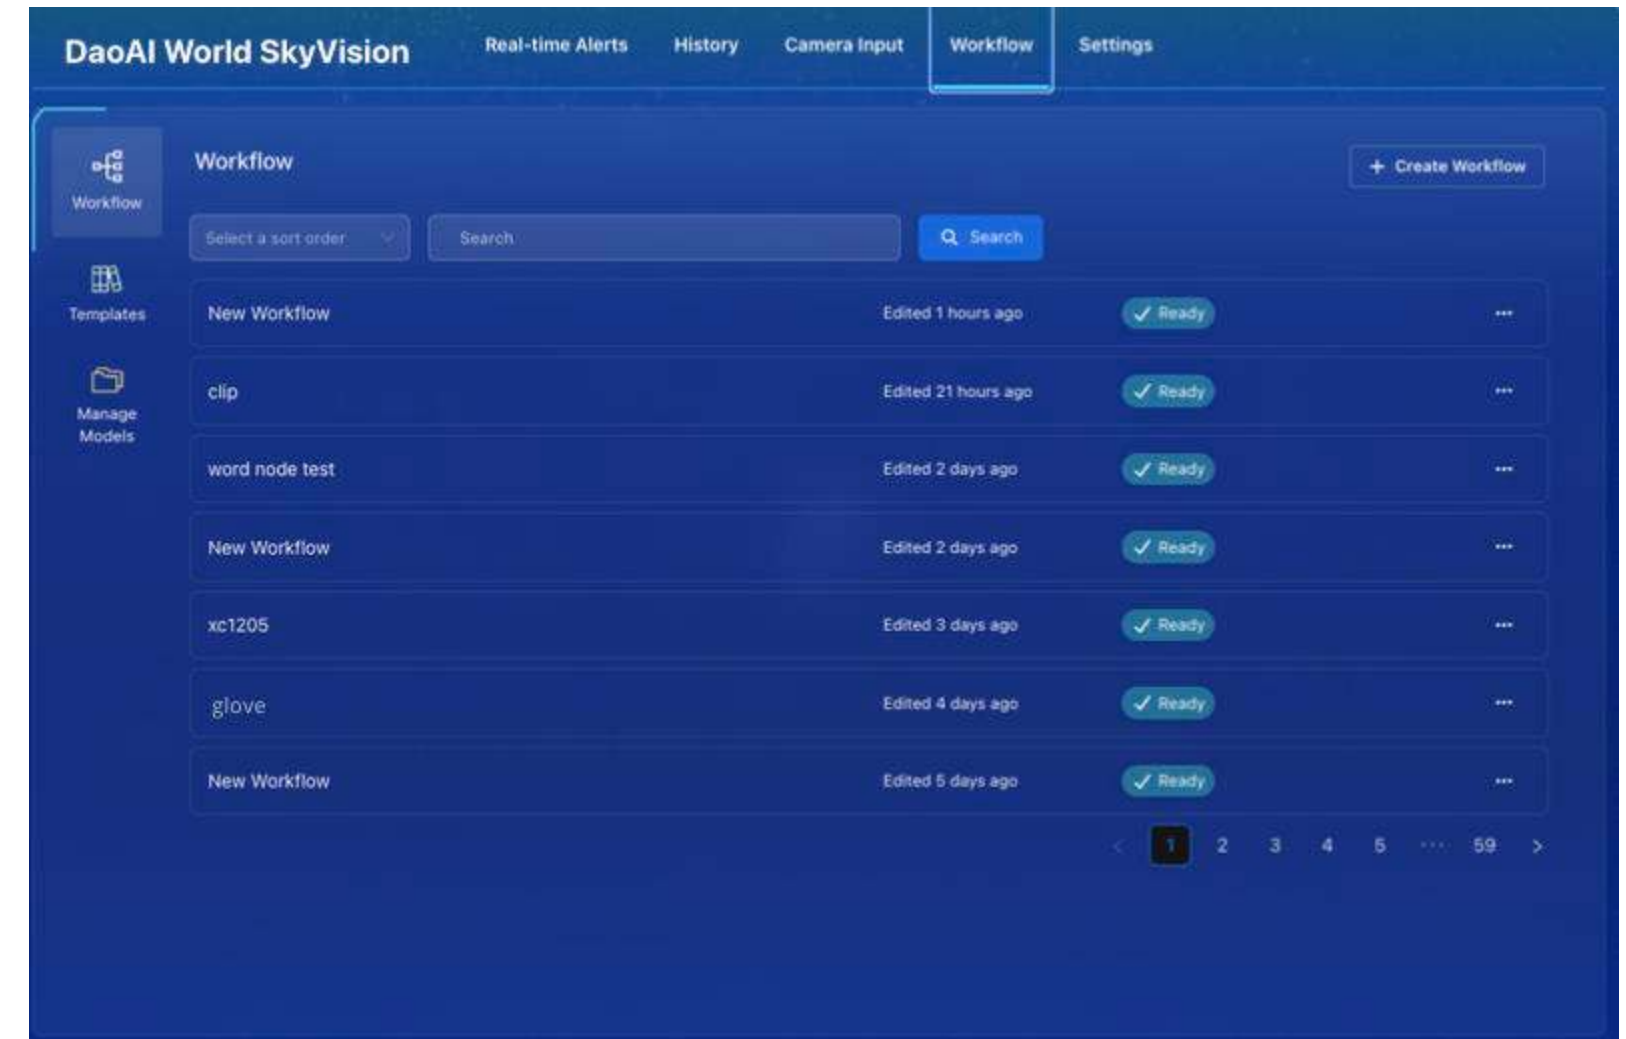 DaoAI World SkyVision Real-time Alerts History Camera Input Workflow Settings
Workflow
Templates
Manage
Models
Workflow
+ Create Workflow
Select a sort order Search Search
New Workflow Edited 1 hours ago Ready ...
clip Edited 21 hours ago Ready ...
word node test Edited 2 days ago Ready ...
New Workflow Edited 2 days ago Ready ...
xc1205 Edited 3 days ago Ready ...
glove Edited 4 days ago Ready ...
New Workflow Edited 5 days ago Ready ...
< 1 2 3 4 5 ... 59 >